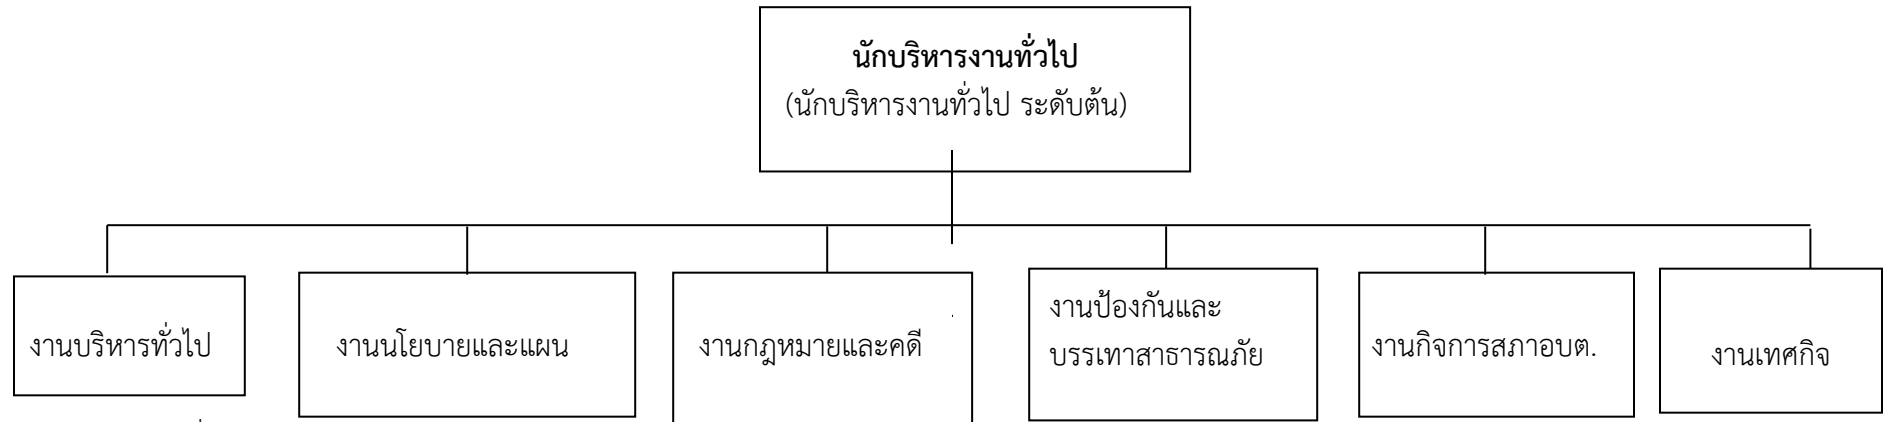 นักบริหารงานทั่วไป
(นักบริหารงานทั่วไป ระดับต้น)
งานบริหารทั่วไป
งานนโยบายและแผน
งานกฎหมายและคดี
งานป้องกันและ
บรรเทาสาธารณภัย
งานกิจการสภาอบต.
งานเทศกิจ